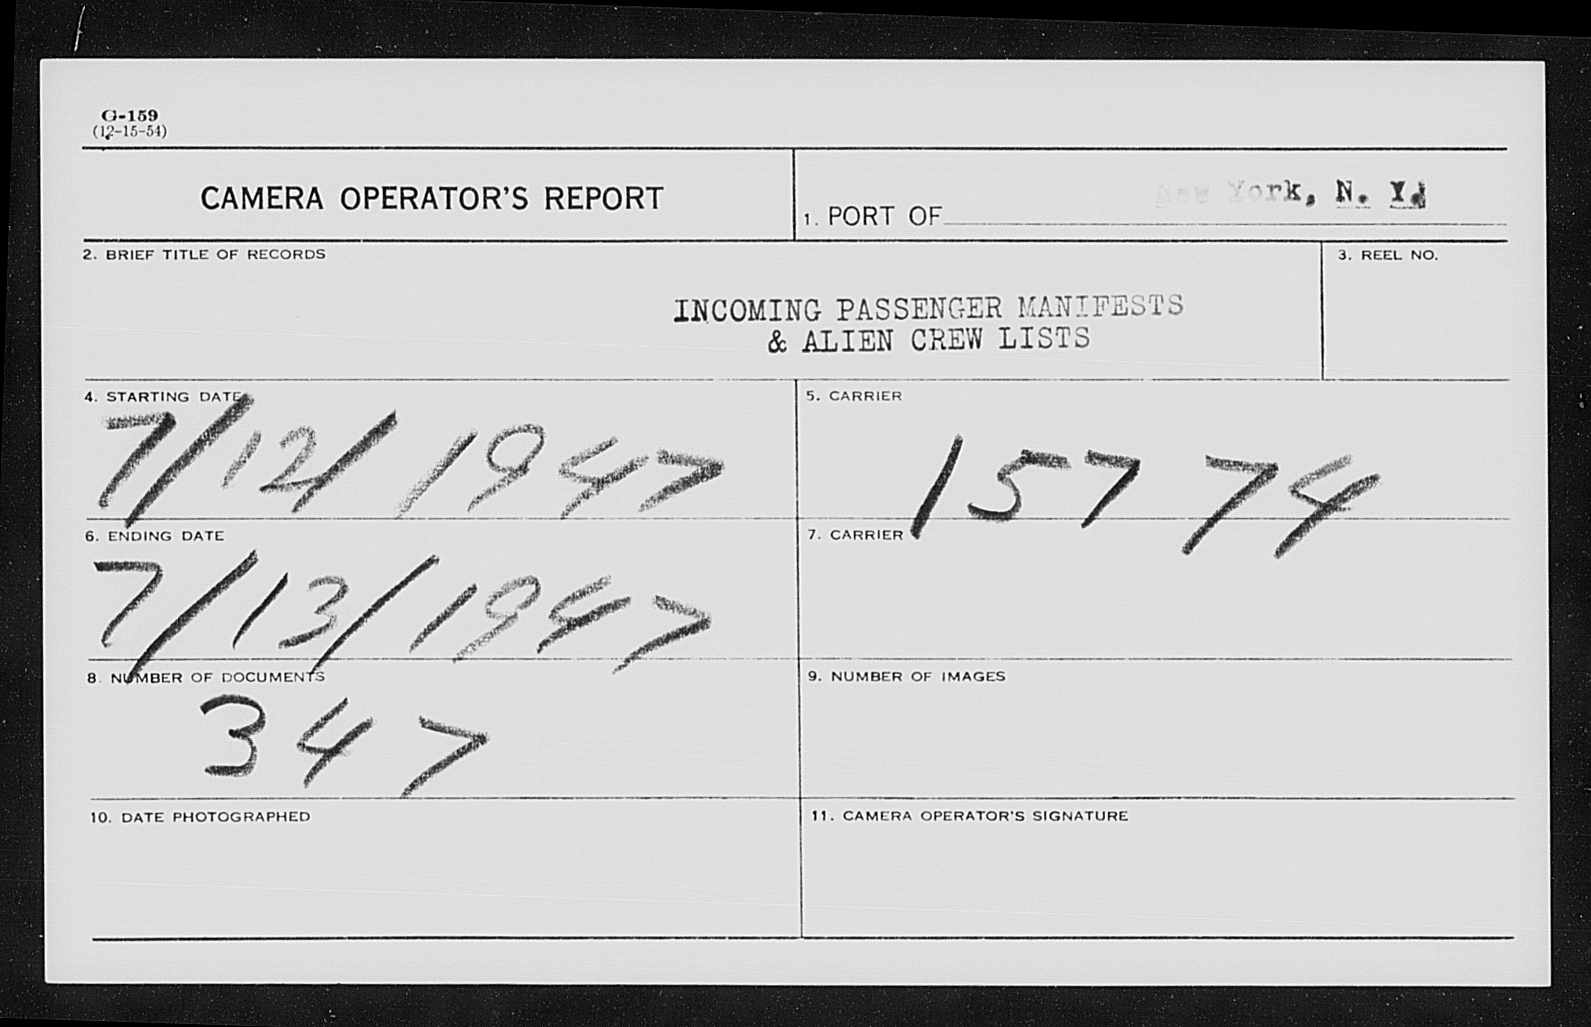 G-159
(12-15-54)
CAMERA OPERATOR'S REPORT
1. PORT OF New York, N. Y.
2. BRIEF TITLE OF RECORDS
3. REEL NO.
INCOMING PASSENGER MANIFESTS
& ALIEN CREW LISTS
4. STARTING DATE
7/12/1947
5. CARRIER
15774
6. ENDING DATE
7/13/1947
7. CARRIER
8. NUMBER OF DOCUMENTS
347
9. NUMBER OF IMAGES
10. DATE PHOTOGRAPHED
11. CAMERA OPERATOR'S SIGNATURE